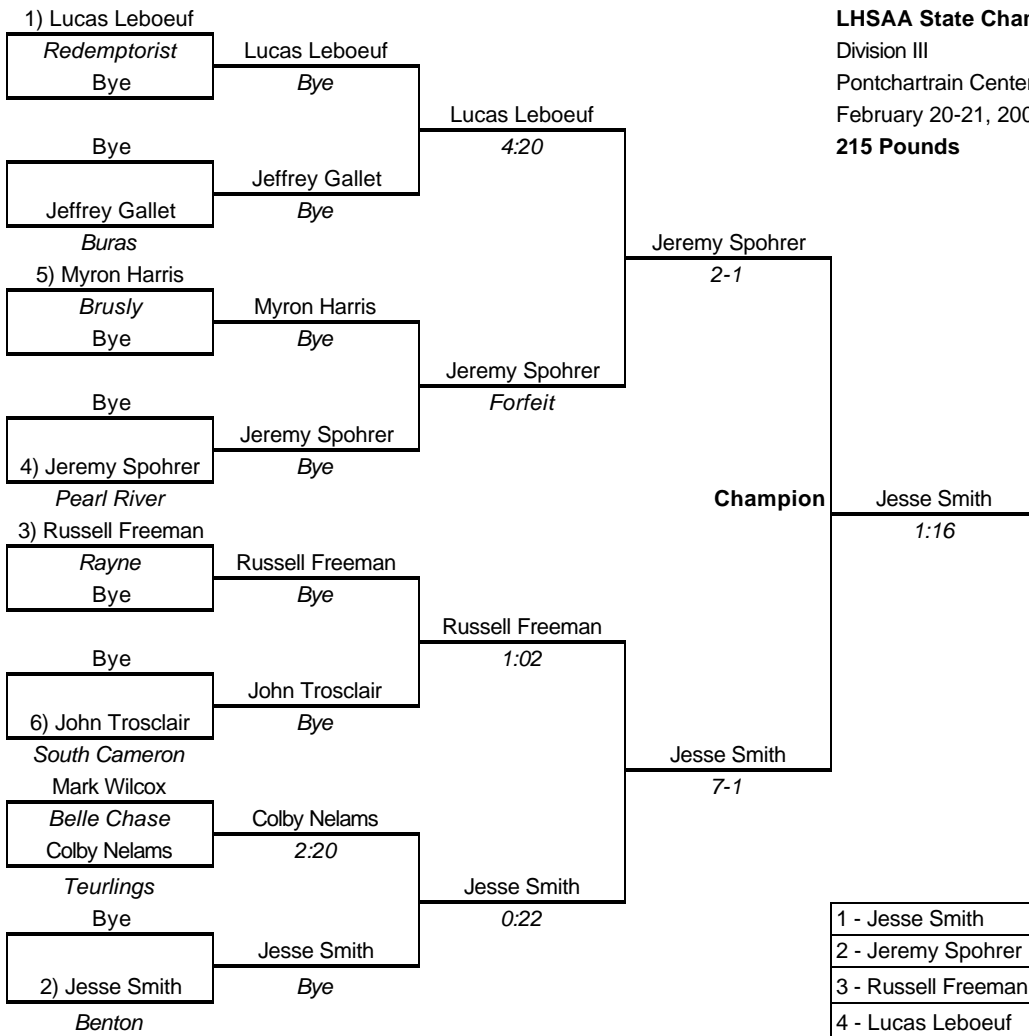 1) Lucas Leboeuf
Redemptorist
Bye
Bye
Jeffrey Gallet
Buras
5) Myron Harris
Brusly
Bye
Bye
4) Jeremy Spohrer
Pearl River
3) Russell Freeman
Rayne
Bye
Bye
6) John Trosclair
South Cameron
Mark Wilcox
Belle Chase
Colby Nelams
Teurlings
Bye
2) Jesse Smith
Benton
Lucas Leboeuf
Bye
Jeffrey Gallet
Bye
Myron Harris
Bye
Jeremy Spohrer
Bye
Russell Freeman
Bye
John Trosclair
Bye
Colby Nelams
2:20
Jesse Smith
Bye
Lucas Leboeuf
4:20
Jeremy Spohrer
Forfeit
Russell Freeman
1:02
Jesse Smith
0:22
Jeremy Spohrer
2-1
Jesse Smith
7-1
Champion
Jesse Smith
1:16
LHSAA State Cha
Division III
Pontchartrain Center
February 20-21, 200
215 Pounds
1 - Jesse Smith
2 - Jeremy Spohrer
3 - Russell Freeman
4 - Lucas Leboeuf